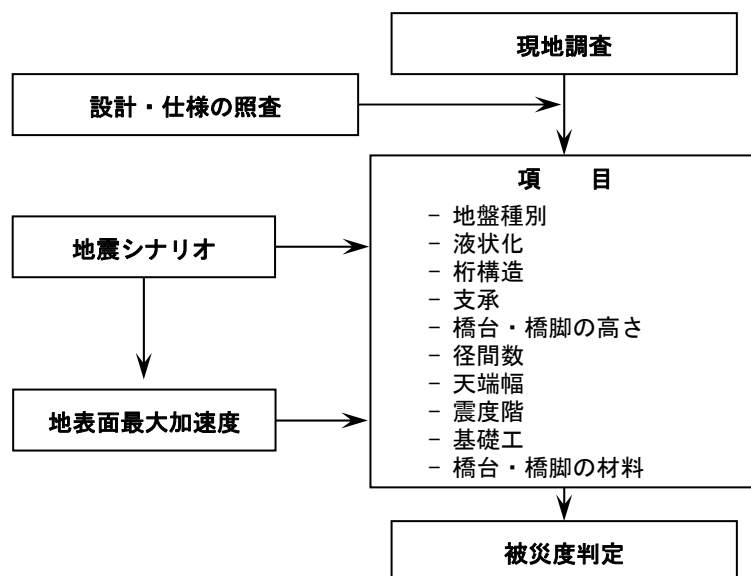 現地調査
設計・仕様の照査
項　　目
地震シナリオ
地表面最大加速度
- 地盤種別
- 液状化
- 桁構造
- 支承
- 橋台・橋脚の高さ
- 径間数
- 天端幅
- 震度階
- 基礎工
- 橋台・橋脚の材料
被災度判定